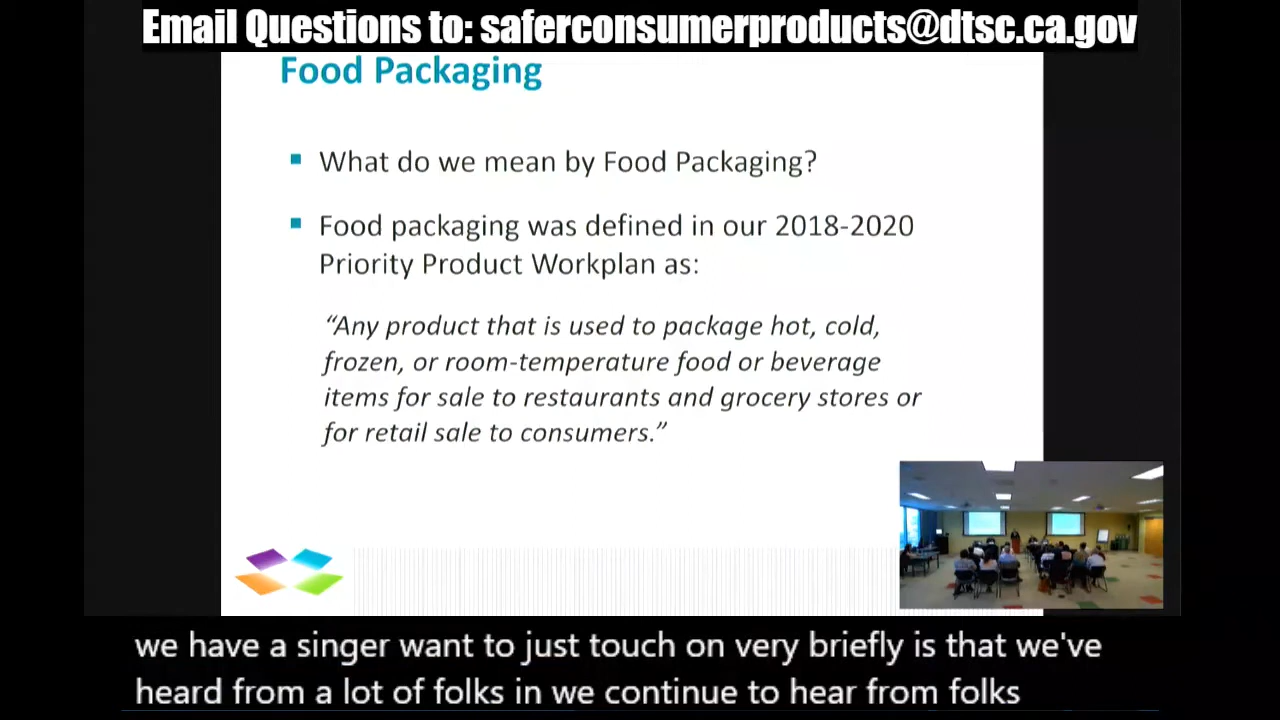 Email Questions to: saferconsumerproducts@dtsc.ca.gov
Food Packaging
What do we mean by Food Packaging?
Food packaging was defined in our 2018-2020
Priority Product Workplan as:
“Any product that is used to package hot, cold,
frozen, or room-temperature food or beverage
items for sale to restaurants and grocery stores or
for retail sale to consumers.”
we have a singer want to just touch on very briefly is that we've
heard from a lot of folks in we continue to hear from folks